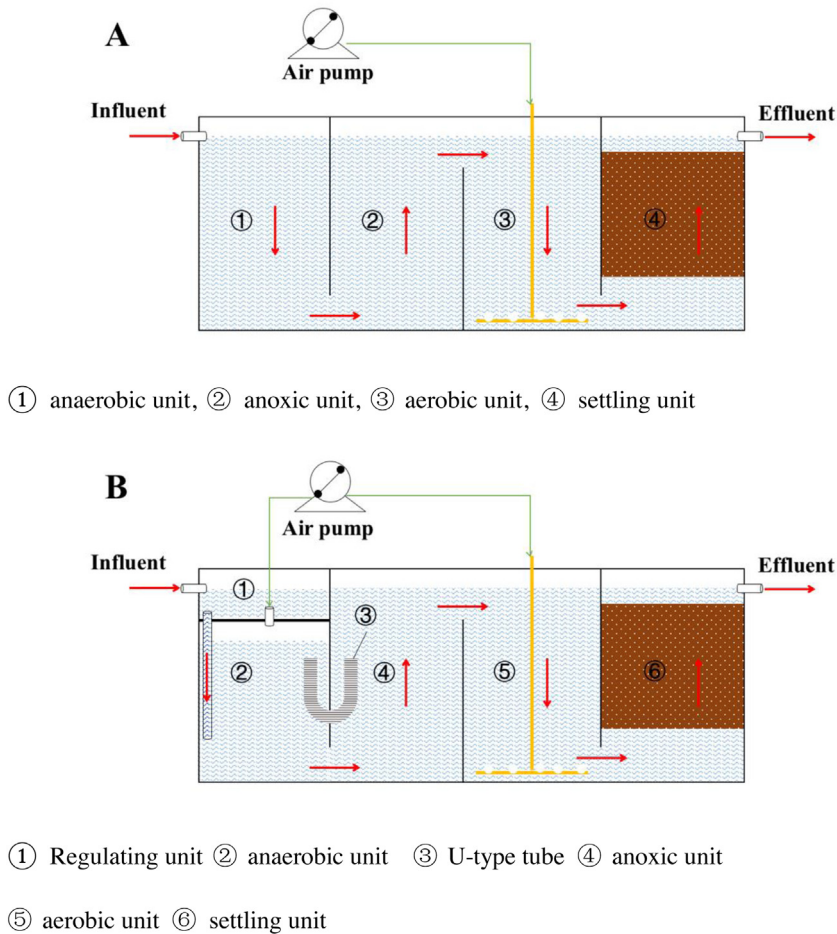 A
Air pump
Influent
Effluent
① ② ③ ④
① anaerobic unit, ② anoxic unit, ③ aerobic unit, ④ settling unit
B
Air pump
Influent
Effluent
①
③
② ④ ⑤ ⑥
① Regulating unit ② anaerobic unit ③ U-type tube ④ anoxic unit
⑤ aerobic unit ⑥ settling unit